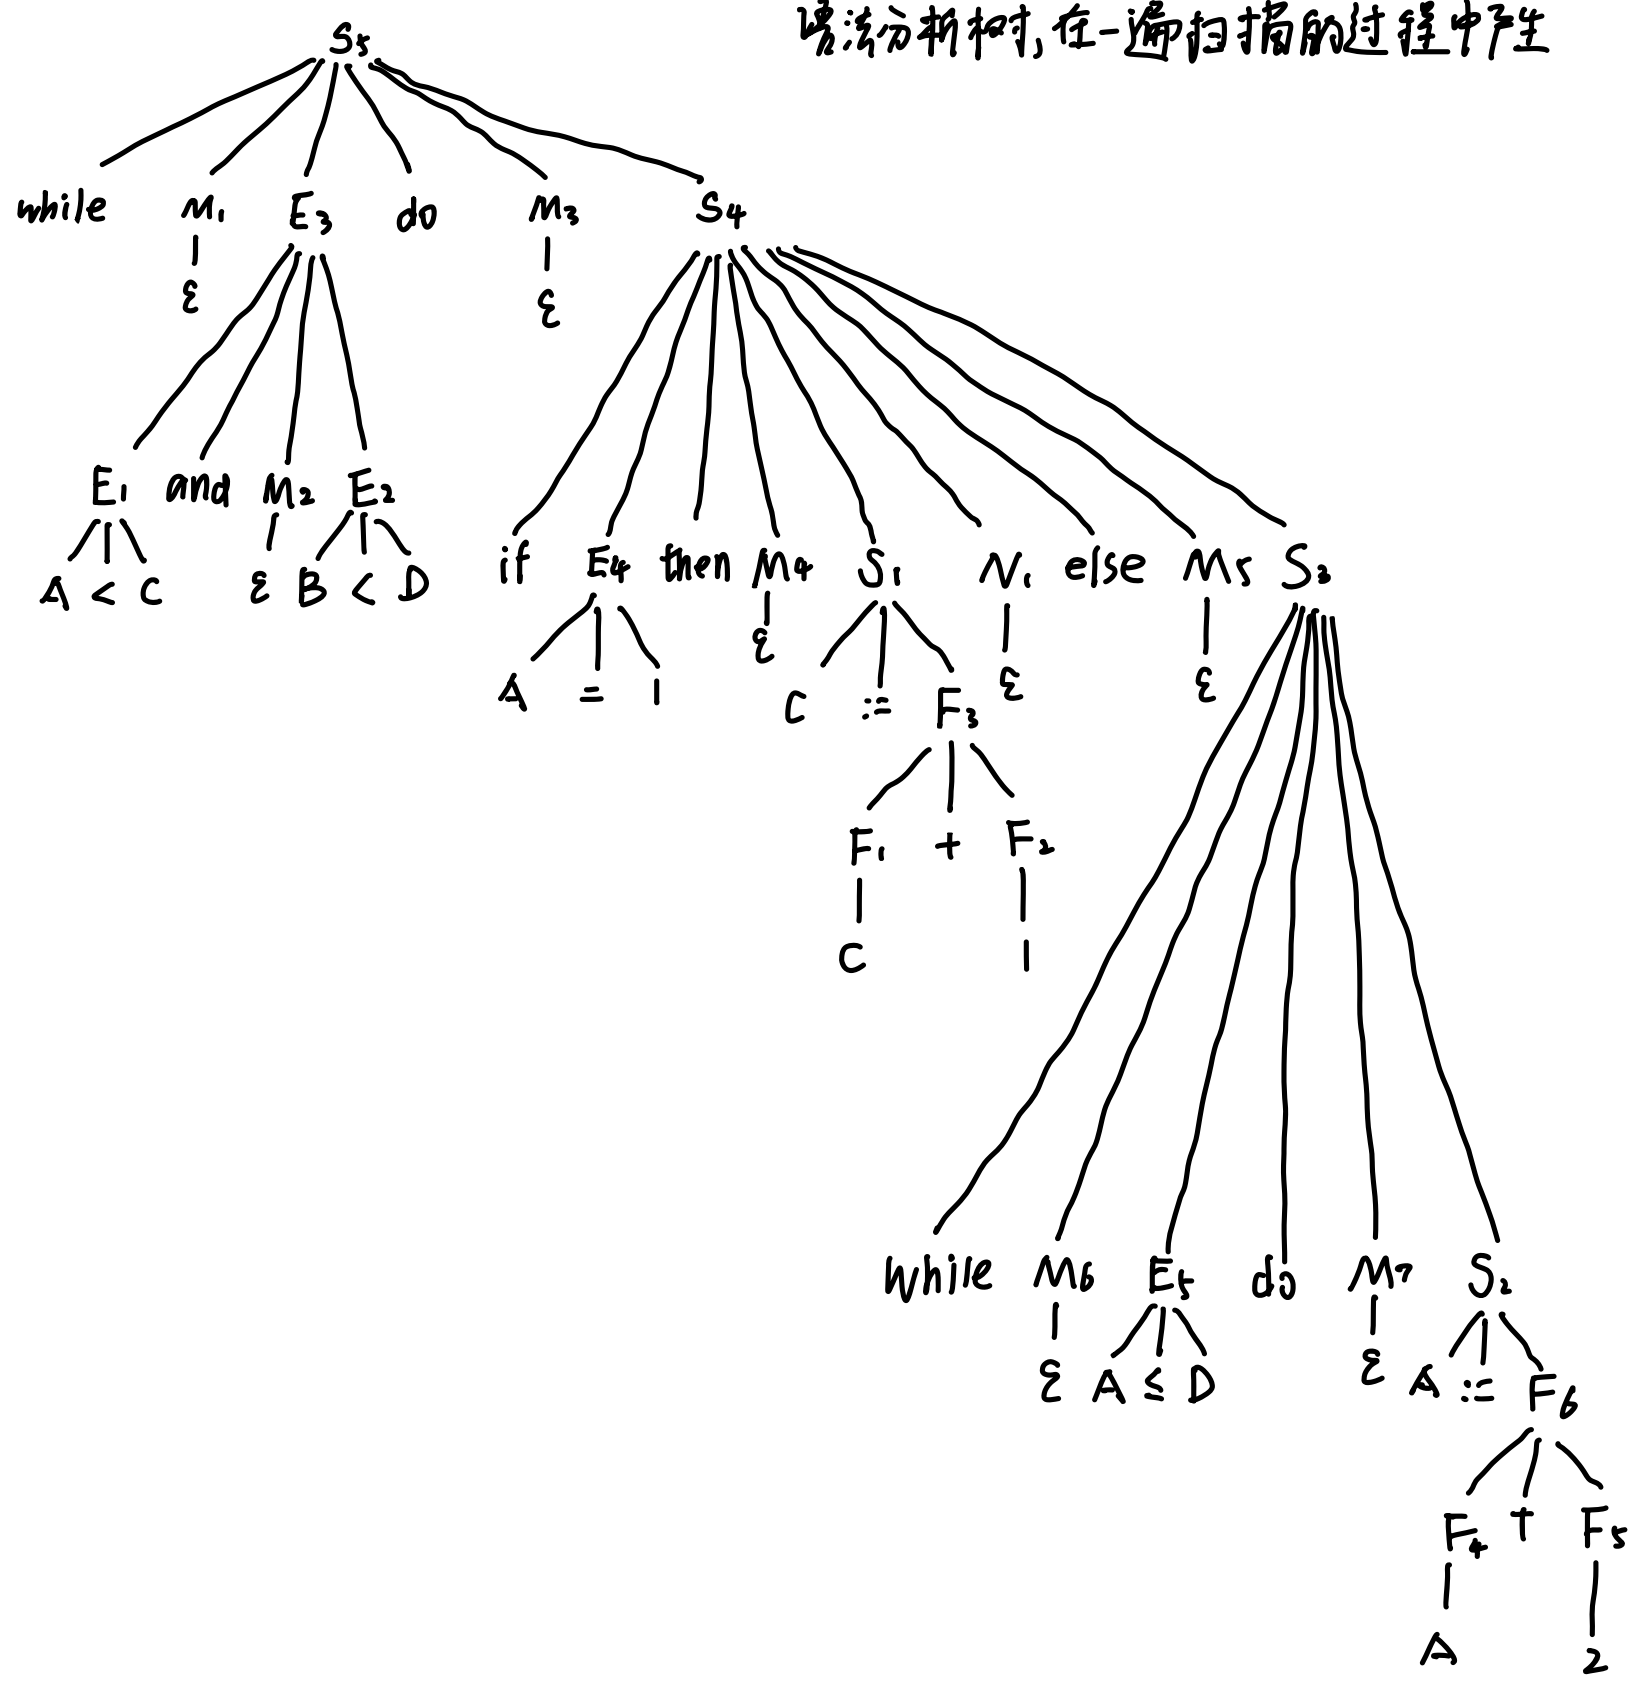 语法分析树,在一遍扫描的过程中产生
S5
while M1 E3 do M3 S4
ε ε
E1 and M2 E2
A < C ε B < D
if E4 then M4 S1 N1 else M5 S3
A = 1 ε C := F3 ε ε
F1 + F2
C 1
while M6 E5 do M7 S2
ε A ≤ D ε A := F6
F4 + F5
A 2